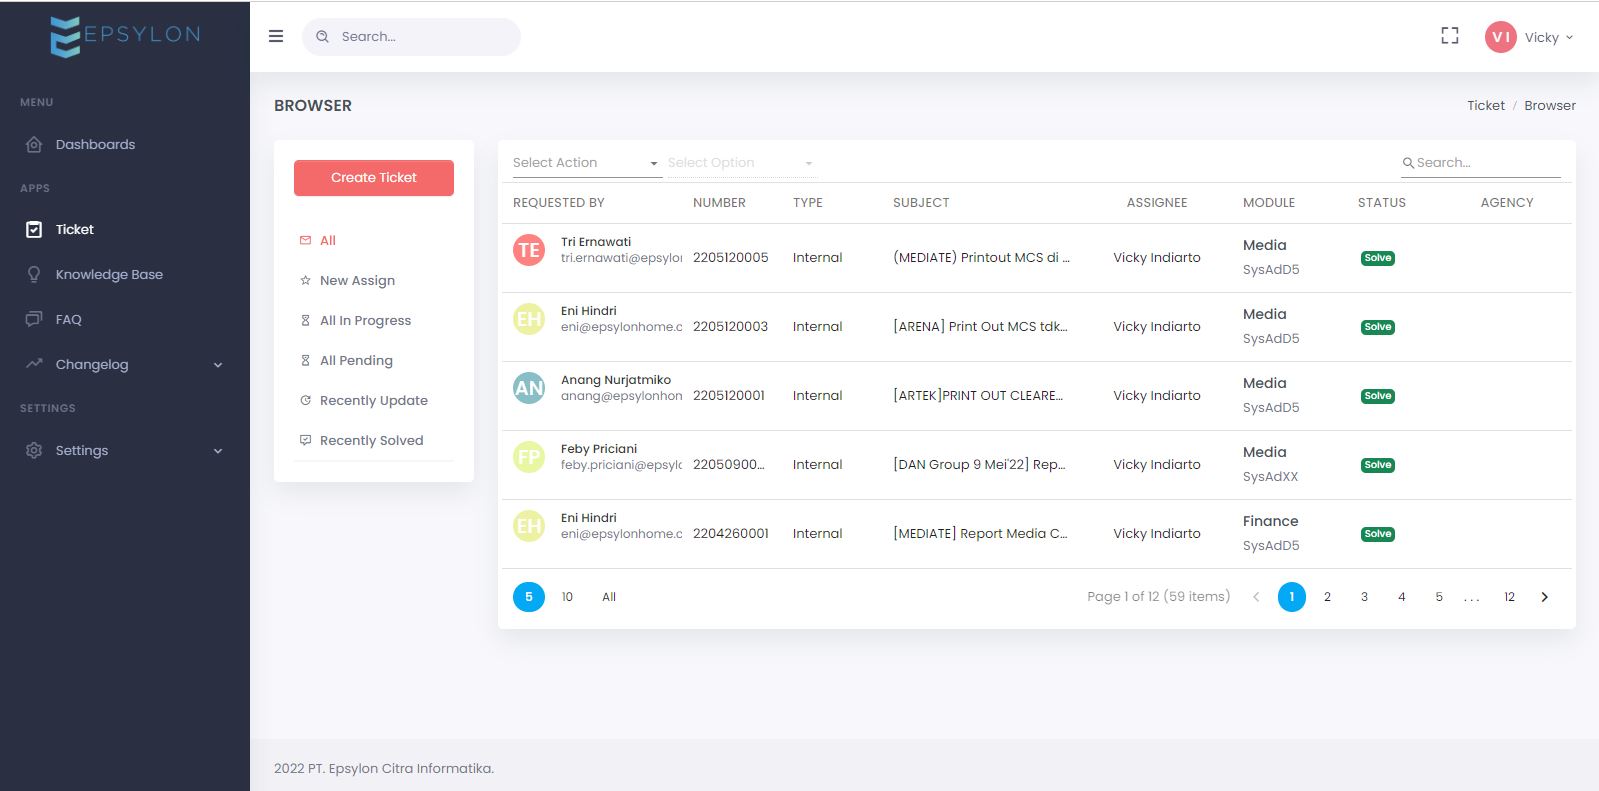 EPSYLON
Search...
V I
Vicky
MENU
Dashboards
APPS
Ticket
Knowledge Base
FAQ
Changelog
SETTINGS
Settings
BROWSER
Ticket / Browser
Create Ticket
All
New Assign
All In Progress
All Pending
Recently Update
Recently Solved
Select Action
Select Option
Search...
REQUESTED BY NUMBER TYPE SUBJECT ASSIGNEE MODULE STATUS AGENCY
TE Tri Ernawati
tri.ernawati@epsylon 2205120005 Internal (MEDIATE) Printout MCS di ... Vicky Indiarto Media
SysAdD5 Solve
EH Eni Hindri
eni@epsylonhome.c 2205120003 Internal [ARENA] Print Out MCS tdk... Vicky Indiarto Media
SysAdD5 Solve
AN Anang Nurjatmiko
anang@epsylonhon 2205120001 Internal [ARTEK]PRINT OUT CLEARE... Vicky Indiarto Media
SysAdD5 Solve
FP Feby Priciani
feby.priciani@epsylc 22050900... Internal [DAN Group 9 Mei'22] Rep... Vicky Indiarto Media
SysAdXX Solve
EH Eni Hindri
eni@epsylonhome.c 2204260001 Internal [MEDIATE] Report Media C... Vicky Indiarto Finance
SysAdD5 Solve
5 10 All
Page 1 of 12 (59 items) 1 2 3 4 5 ... 12
2022 PT. Epsylon Citra Informatika.